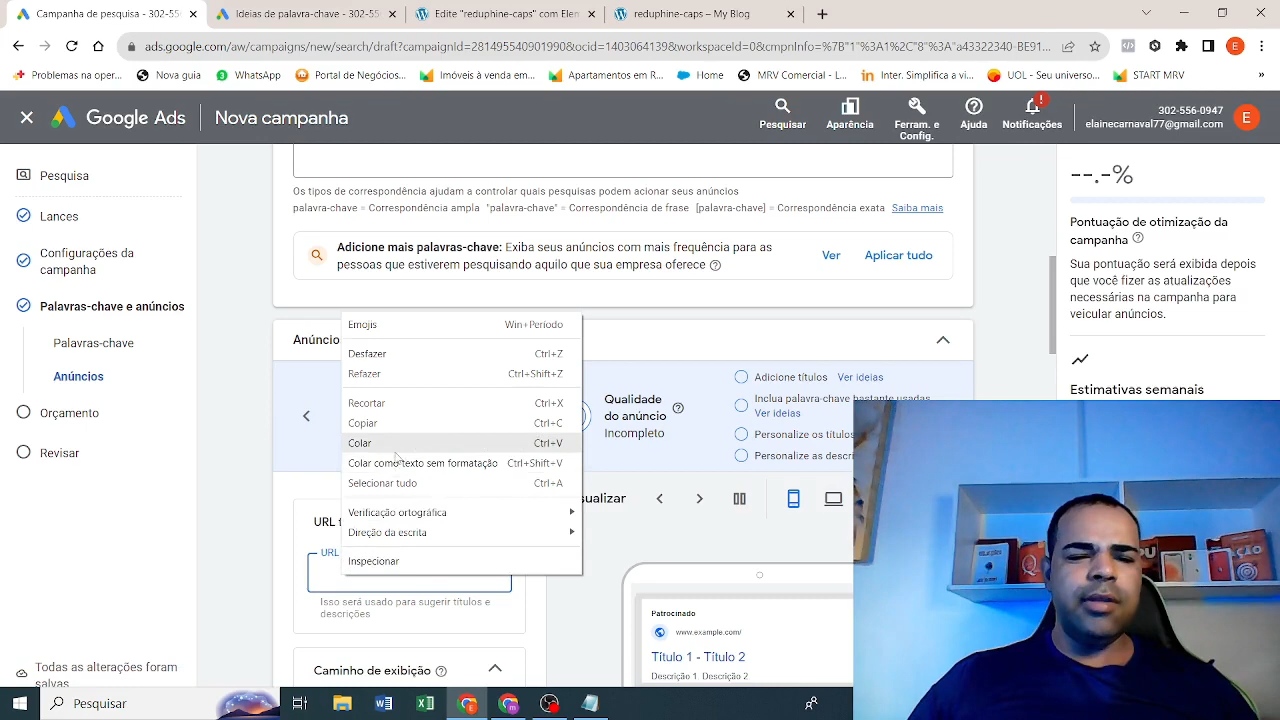 Campanha de pesquisa - 302-55
Ideias de palavra-chave - 302-55
Edite "reduphine-caps" com Elen
reduphine-caps – My Blog
ads.google.com/aw/campaigns/new/search/draft?campaignId=281497540701990&ocid=1403064139&workspaceId=0&cmpnInfo=%7B"1"%3A1%2C"8"%3A"a0122340-BE91...
E
Problemas na oper...
Nova guia
WhatsApp
Portal de Negócios...
Imóveis à venda...
Apartamentos em R...
Home
MRV Comercial - L...
Inter. Simplifica a vi...
UOL - Seu universo...
START MRV
»
Google Ads
Nova campanha
Pesquisar
Aparência
Ferram. e
Config.
Ajuda
Notificações
302-556-0947
elainecarnaval77@gmail.com
E
Pesquisa
Lances
Configurações da
campanha
Palavras-chave e anúncios
Palavras-chave
Anúncios
Orçamento
Revisar
Todas as alterações foram
salvas
Os tipos de correspondência ajudam a controlar quais pesquisas podem acionar seus anúncios
palavra-chave = Correspondência ampla "palavra-chave" = Correspondência de frase [palavra-chave] = Correspondência exata Saiba mais
Adicione mais palavras-chave: Exiba seus anúncios com mais frequência para as
pessoas que estiverem pesquisando aquilo que sua empresa oferece
Ver
Aplicar tudo
Anúncio
Emojis Win+Período
Desfazer Ctrl+Z
Refazer Ctrl+Shift+Z
Recortar Ctrl+X
Copiar Ctrl+C
Colar Ctrl+V
Colar como texto sem formatação Ctrl+Shift+V
Selecionar tudo Ctrl+A
Verificação ortográfica
Direção da escrita
Inspecionar
Qualidade
do anúncio
Incompleto
Adicione títulos Ver ideias
Inclua palavra-chave bastante usadas
Ver ideias
Personalize os títulos
Personalize as descri
URL f
URL
Isso será usado para sugerir títulos e
descrições
Caminho de exibição
sualizar
Patrocinado
www.example.com/
Título 1 - Título 2
Descrição 1. Descrição 2
--.-%
Pontuação de otimização da
campanha
Sua pontuação será exibida depois
que você fizer as atualizações
necessárias na campanha para
veicular anúncios.
Estimativas semanais
Pesquisar